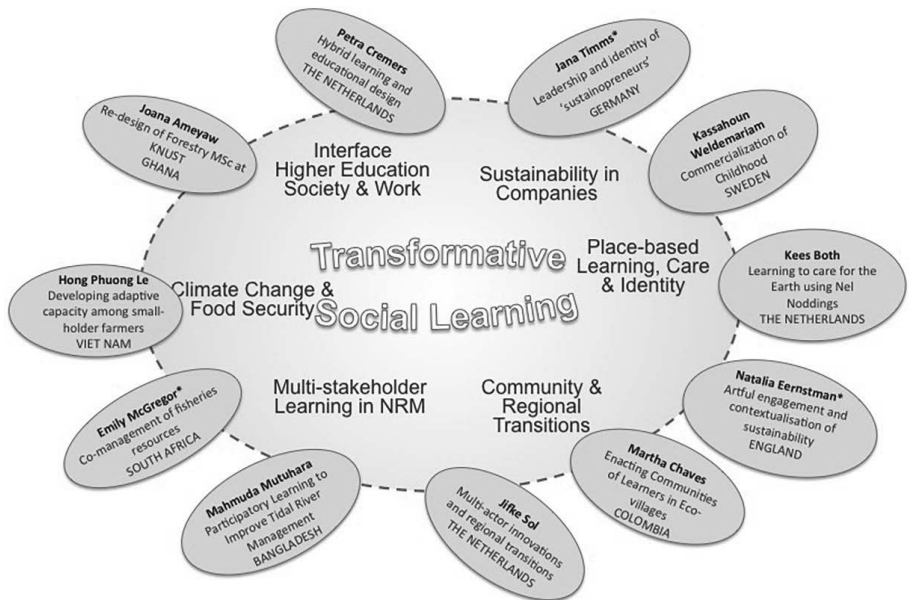 Petra Cremers
Hybrid learning and
educational design
THE NETHERLANDS
Jana Timms*
Leadership and identity of
'sustainopreneurs'
GERMANY
Joana Ameyaw
Re-design of Forestry MSc at
KNUST
GHANA
Kassahoun
Weldemariam
Commercialization of
Childhood
SWEDEN
Interface
Higher Education
Society & Work
Sustainability in
Companies
Transformative
Social Learning
Place-based
Learning, Care
& Identity
Climate Change &
Food Security
Kees Both
Learning to care for the
Earth using Nel
Noddings
THE NETHERLANDS
Hong Phuong Le
Developing adaptive
capacity among small-
holder farmers
VIET NAM
Multi-stakeholder
Learning in NRM
Community &
Regional
Transitions
Natalia Eernstman*
Artful engagement and
contextualisation of
sustainability
ENGLAND
Emily McGregor*
Co-management of fisheries
resources
SOUTH AFRICA
Martha Chaves
Enacting Communities
of Learners in Eco-
villages
COLOMBIA
Mahmuda Mutuhara
Participatory Learning to
Improve Tidal River
Management
BANGLADESH
Jifke Sol
Multi-actor innovations
and regional transitions
THE NETHERLANDS